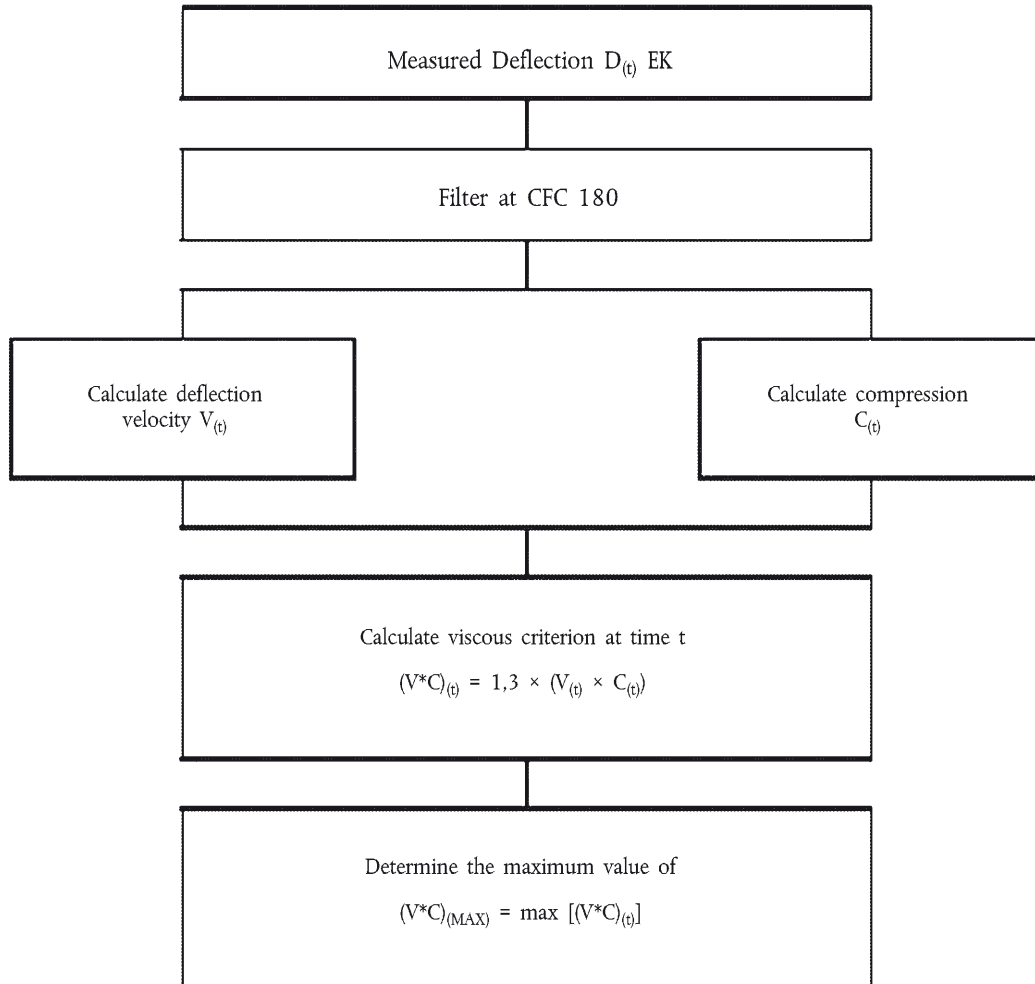 Measured Deflection D(t) EK
Filter at CFC 180
Calculate deflection
velocity V(t)
Calculate compression
C(t)
Calculate viscous criterion at time t
(V*C)(t) = 1,3 × (V(t) × C(t))
Determine the maximum value of
(V*C)(MAX) = max [(V*C)(t)]